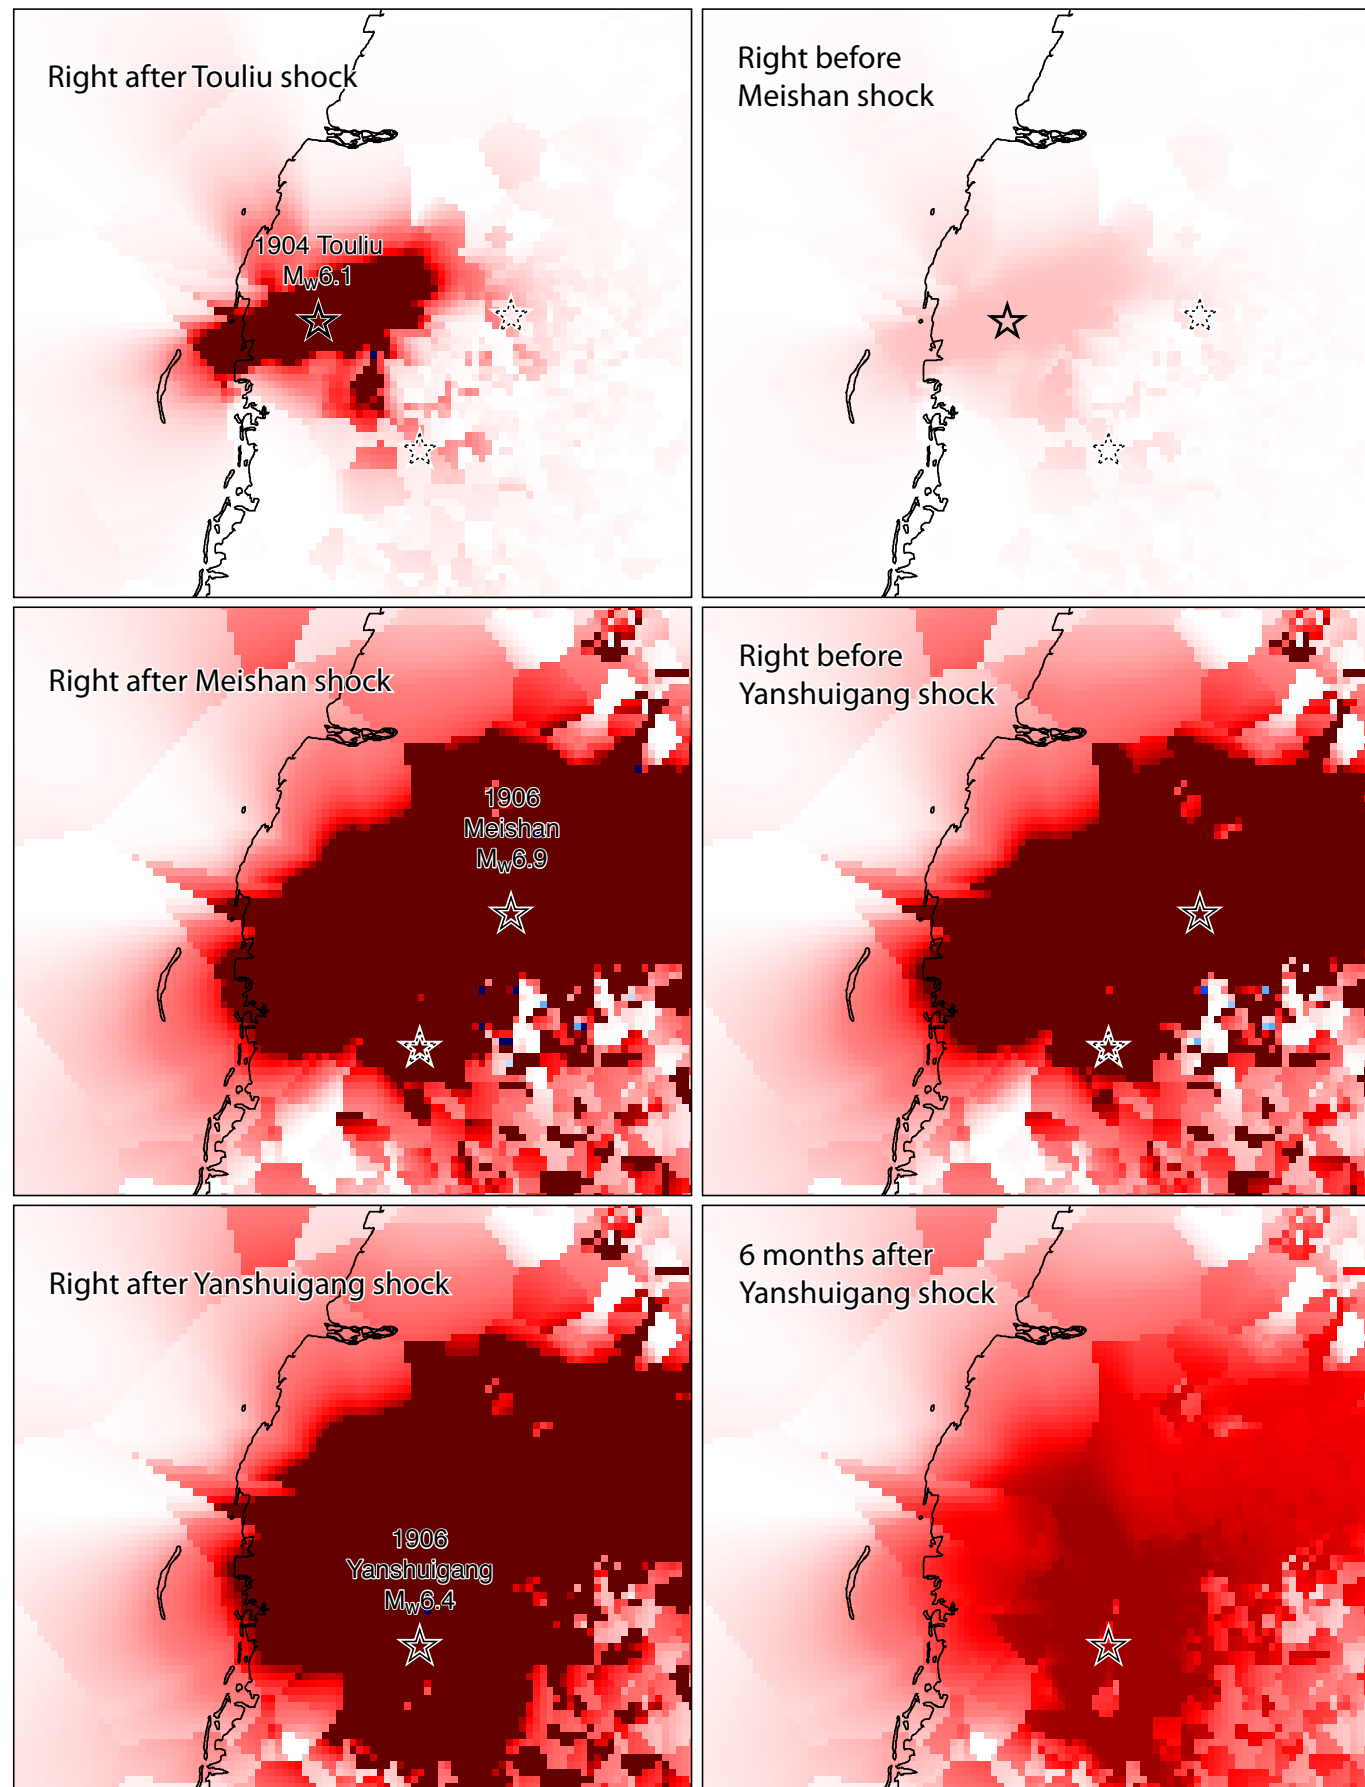 Right after Touliu shock
1904 Touliu
MW6.1
Right before
Meishan shock
Right after Meishan shock
1906
Meishan
MW6.9
Right before
Yanshuigang shock
Right after Yanshuigang shock
1906
Yanshuigang
MW6.4
6 months after
Yanshuigang shock